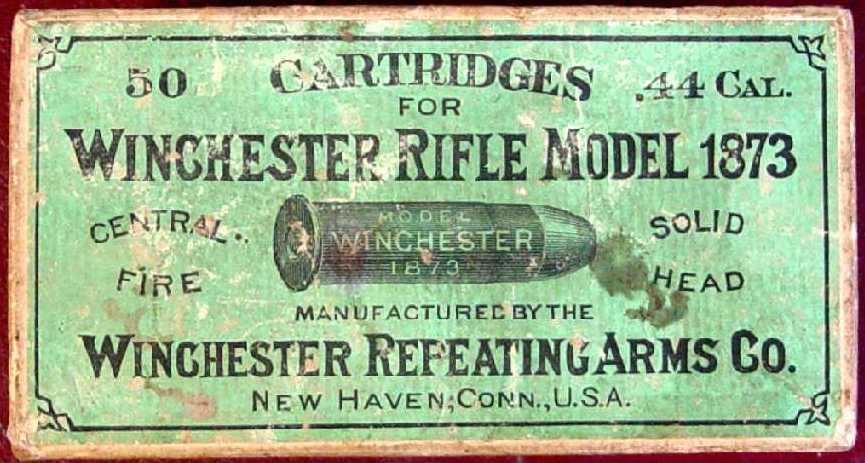 50 CARTRIDGES .44 CAL.
FOR
WINCHESTER RIFLE MODEL 1873
CENTRAL
FIRE
MODEL
WINCHESTER
1873
SOLID
HEAD
MANUFACTURED BY THE
WINCHESTER REPEATING ARMS CO.
NEW HAVEN, CONN., U.S.A.